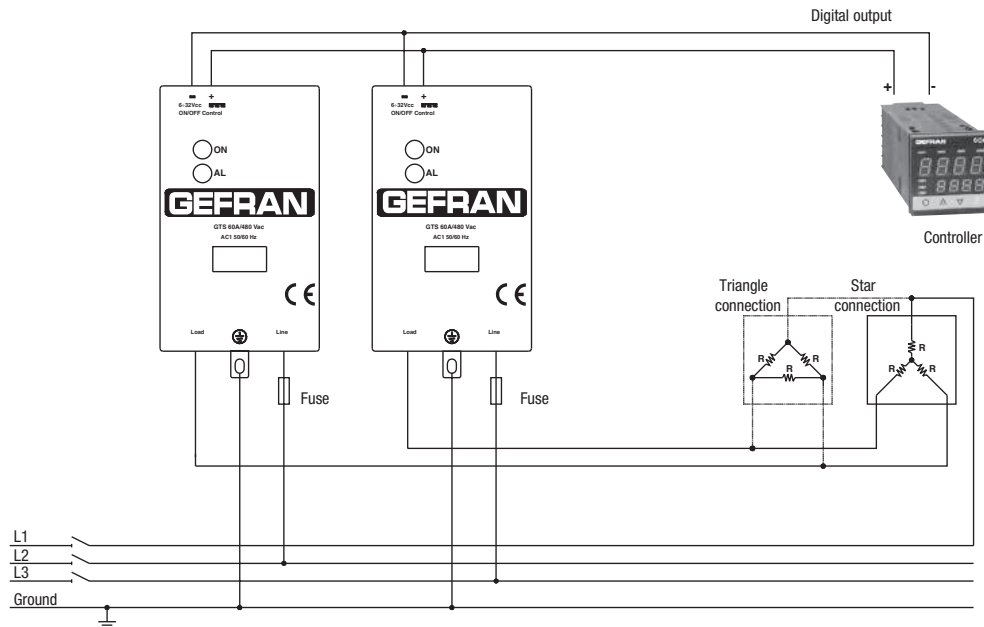 Digital output
+ -
+
6÷32Vcc
ON/OFF Control
ON
AL
GEFRAN
GTS 60A/480 Vac
AC1 50/60 Hz
CE
Load
Line
Fuse
+
6÷32Vcc
ON/OFF Control
ON
AL
GEFRAN
GTS 60A/480 Vac
AC1 50/60 Hz
CE
Load
Line
Fuse
GEFRAN
Controller
Triangle
connection
R
R
R
Star
connection
R
R
R
L1
L2
L3
Ground